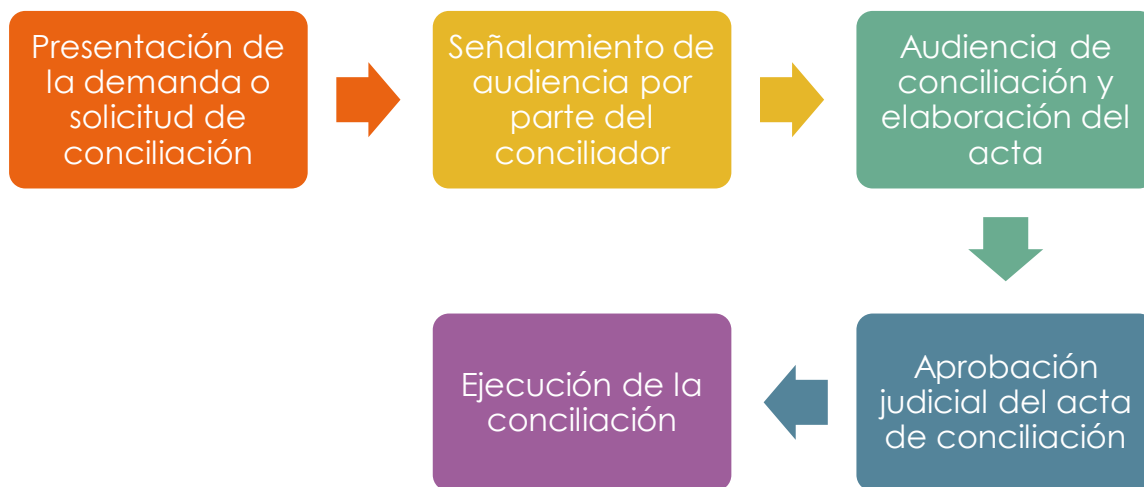 Presentación de
la demanda o
solicitud de
conciliación
Señalamiento de
audiencia por
parte del
conciliador
Audiencia de
conciliación y
elaboración del
acta
Aprobación
judicial del acta
de conciliación
Ejecución de la
conciliación